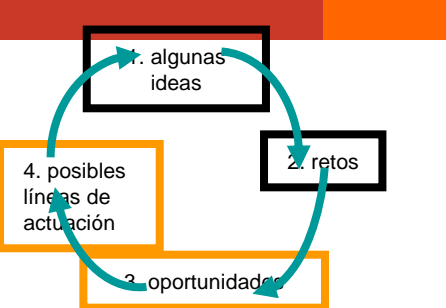 1. algunas
ideas
2. retos
3. oportunidades
4. posibles
líneas de
actuación